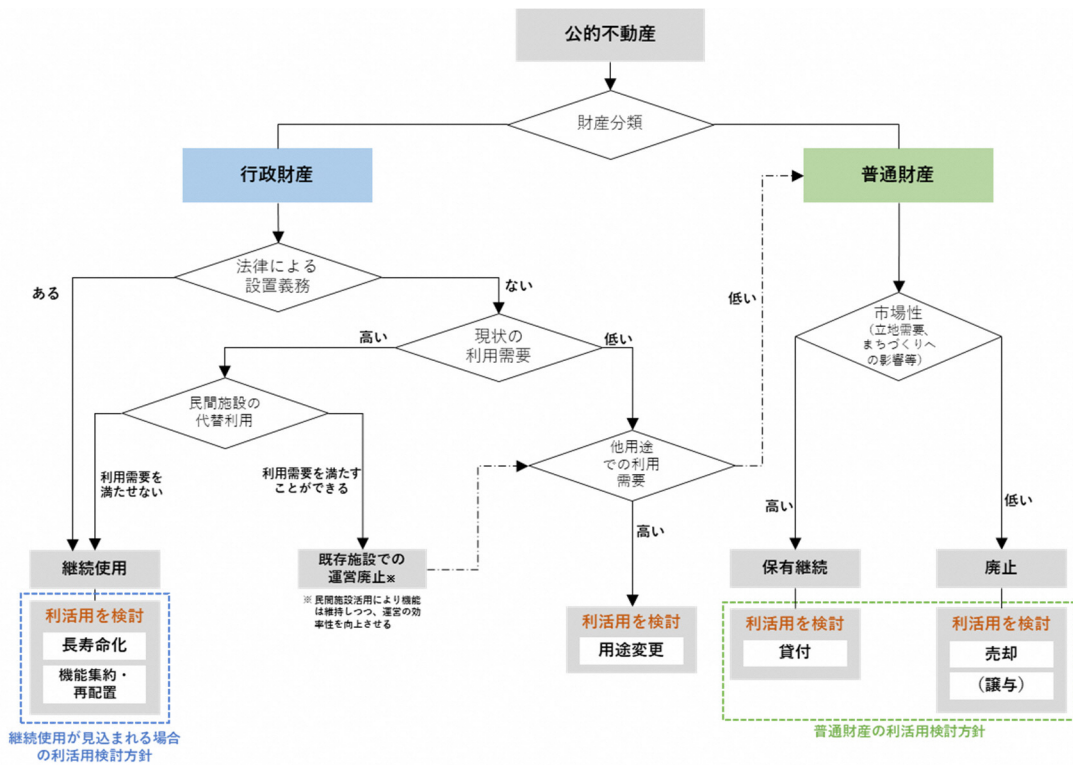 公的不動産
財産分類
行政財産
普通財産
法律による
設置義務
ある
ない
現状の
利用需要
高い
低い
民間施設の
代替利用
利用需要を
満たせない
利用需要を満たす
ことができる
他用途
での利用
需要
低い
高い
市場性
（立地需要、
まちづくりへ
の影響等）
高い
低い
継続使用
既存施設での
運営廃止※
※ 民間施設活用により機能
は維持しつつ、運営の効
率性を向上させる
保有継続
廃止
利活用を検討
長寿命化
機能集約・
再配置
利活用を検討
用途変更
利活用を検討
貸付
利活用を検討
売却
（譲与）
継続使用が見込まれる場合
の利活用検討方針
普通財産の利活用検討方針